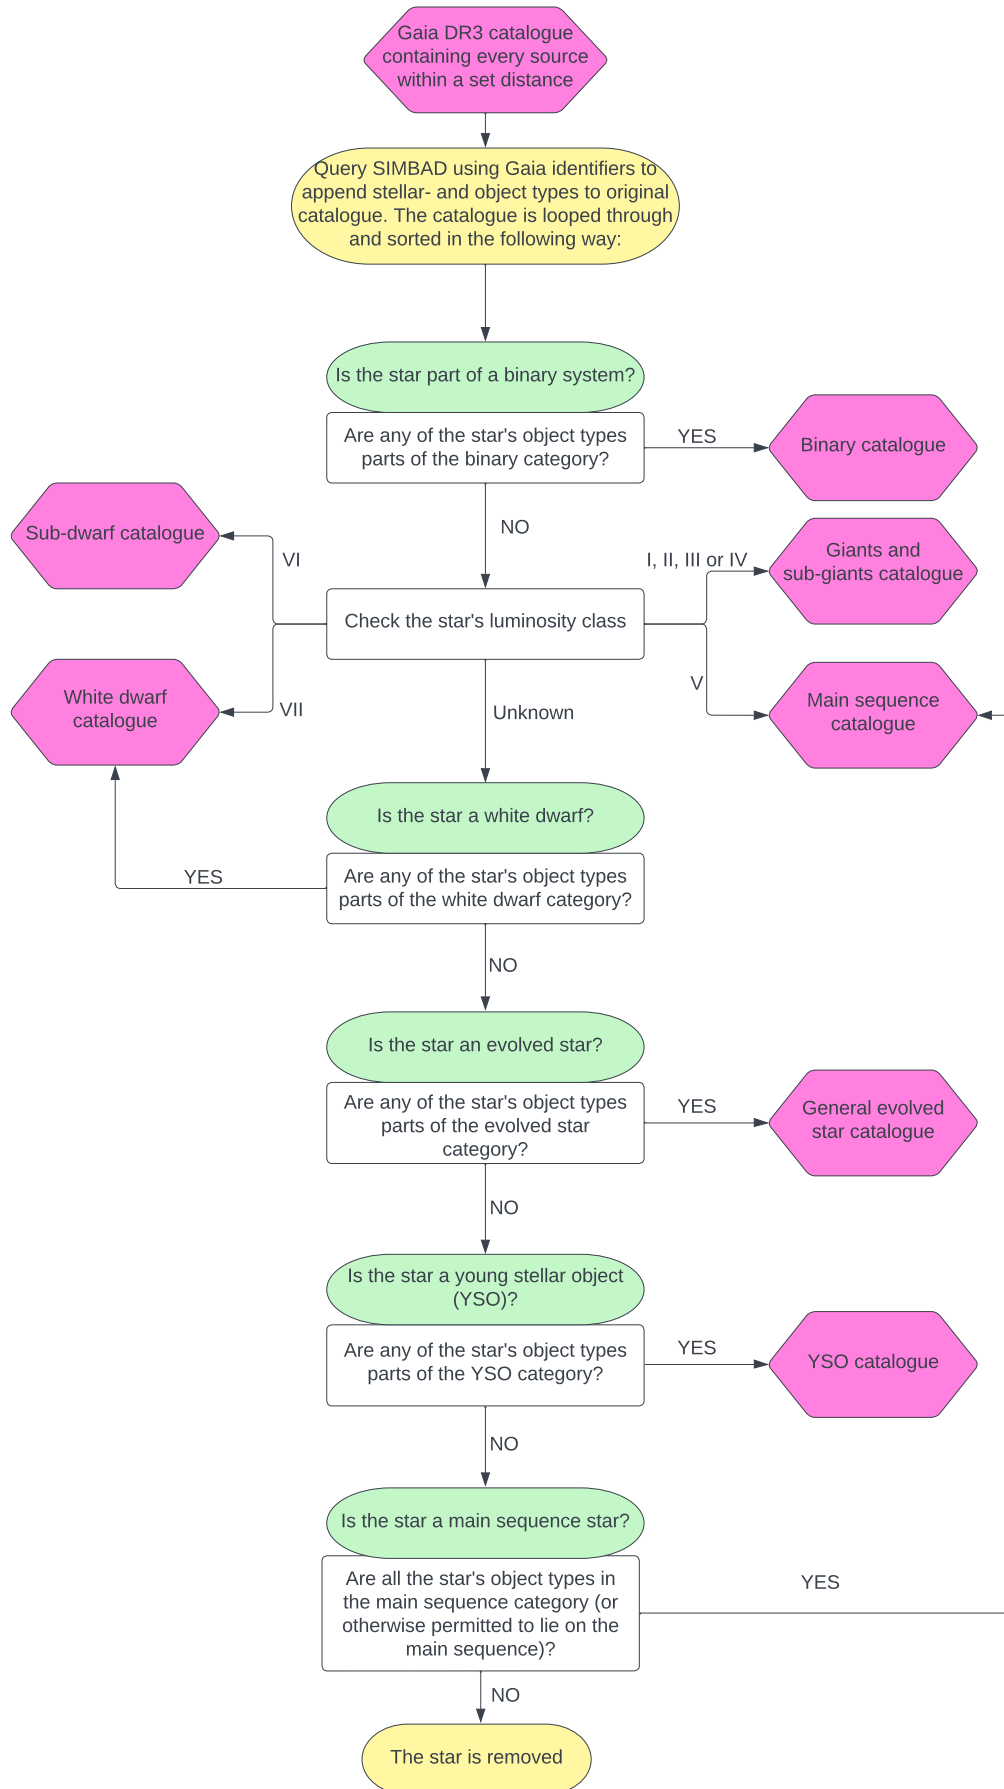 Gaia DR3 catalogue
containing every source
within a set distance
Query SIMBAD using Gaia identifiers to
append stellar- and object types to original
catalogue. The catalogue is looped through
and sorted in the following way:
Is the star part of a binary system?
Are any of the star's object types
parts of the binary category?
YES
Binary catalogue
NO
Sub-dwarf catalogue
VI
I, II, III or IV
Giants and
sub-giants catalogue
Check the star's luminosity class
White dwarf
catalogue
VII
Unknown
V
Main sequence
catalogue
Is the star a white dwarf?
Are any of the star's object types
parts of the white dwarf category?
YES
NO
Is the star an evolved star?
Are any of the star's object types
parts of the evolved star
category?
YES
General evolved
star catalogue
NO
Is the star a young stellar object
(YSO)?
Are any of the star's object types
parts of the YSO category?
YES
YSO catalogue
NO
Is the star a main sequence star?
Are all the star's object types in
the main sequence category (or
otherwise permitted to lie on the
main sequence)?
YES
NO
The star is removed